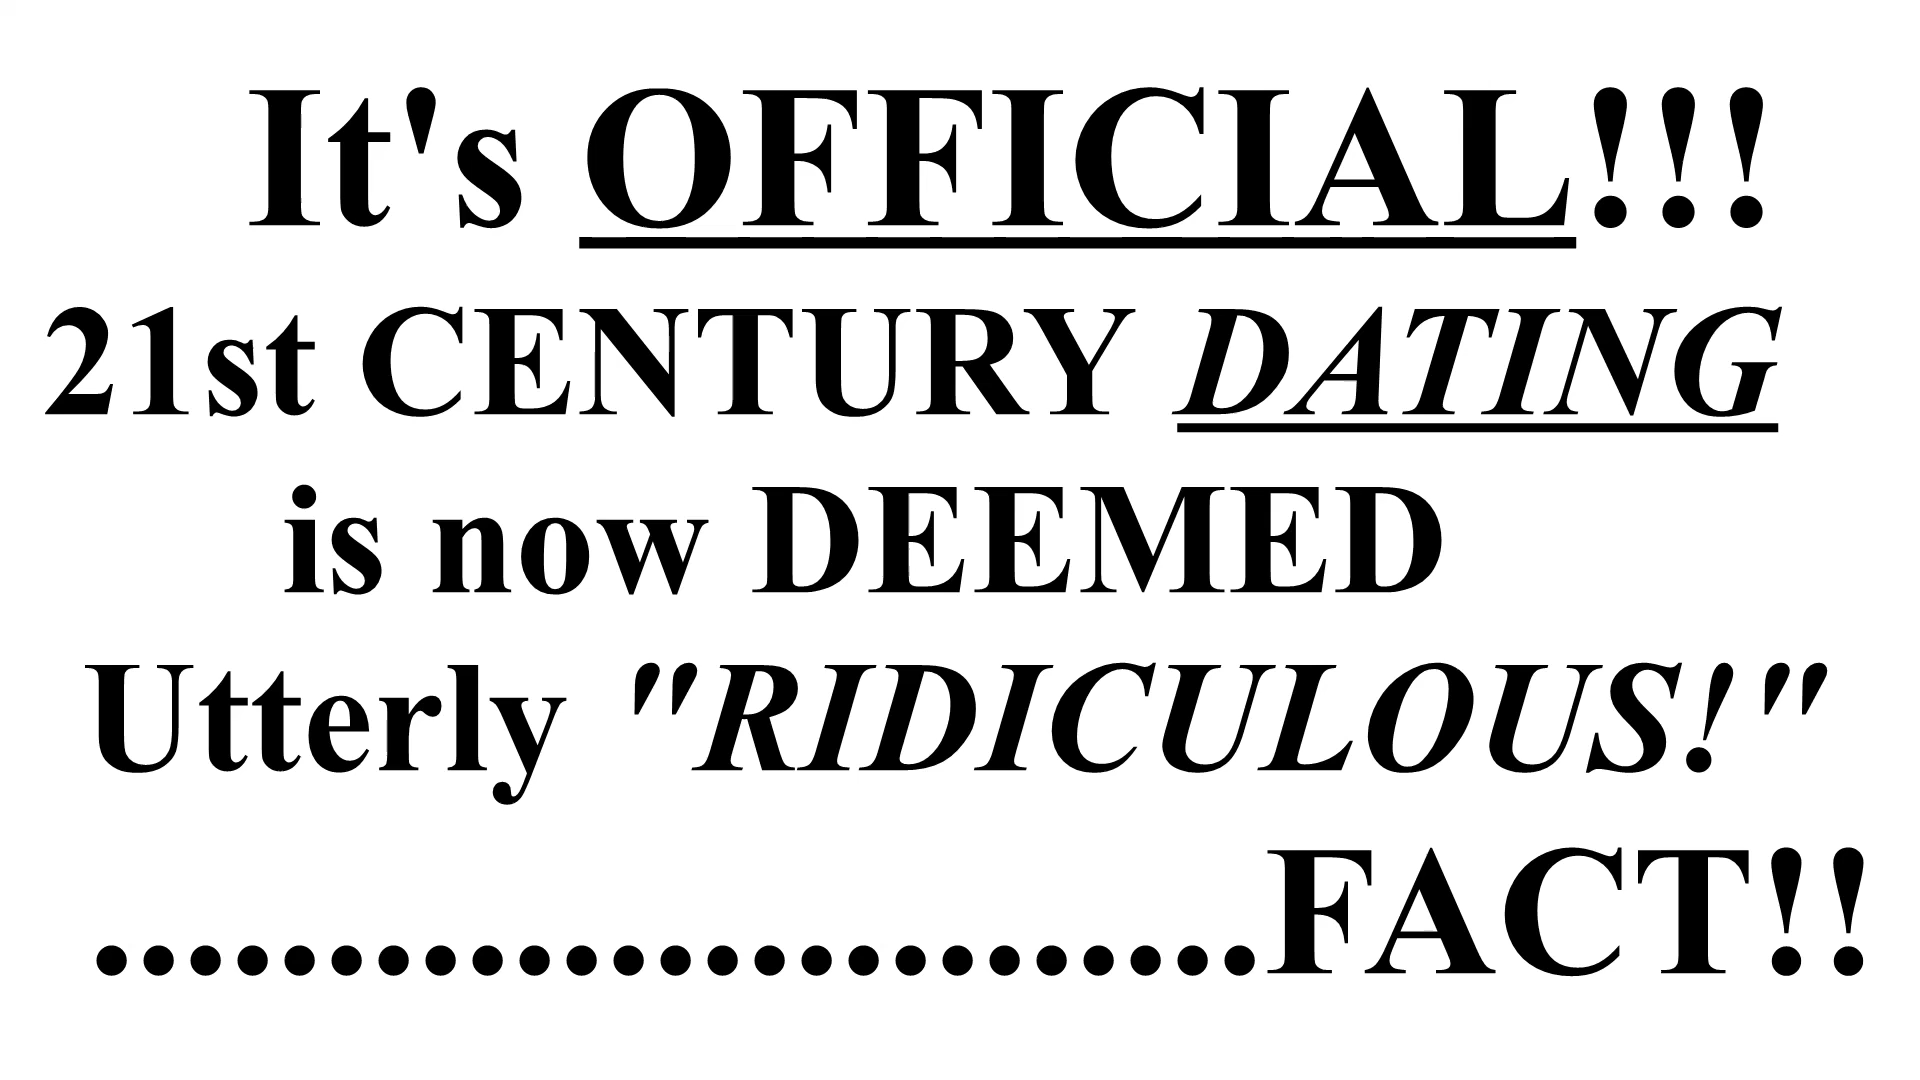 It's OFFICIAL!!!
21st CENTURY DATING
is now DEEMED
Utterly "RIDICULOUS!"
.........................FACT!!